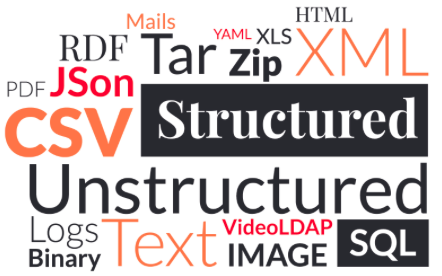 Mails
HTML
RDF Tar YAML XLS XML
Zip
PDF JSon
CSV Structured
Unstructured
Logs Text VideoLDAP SQL
Binary IMAGE